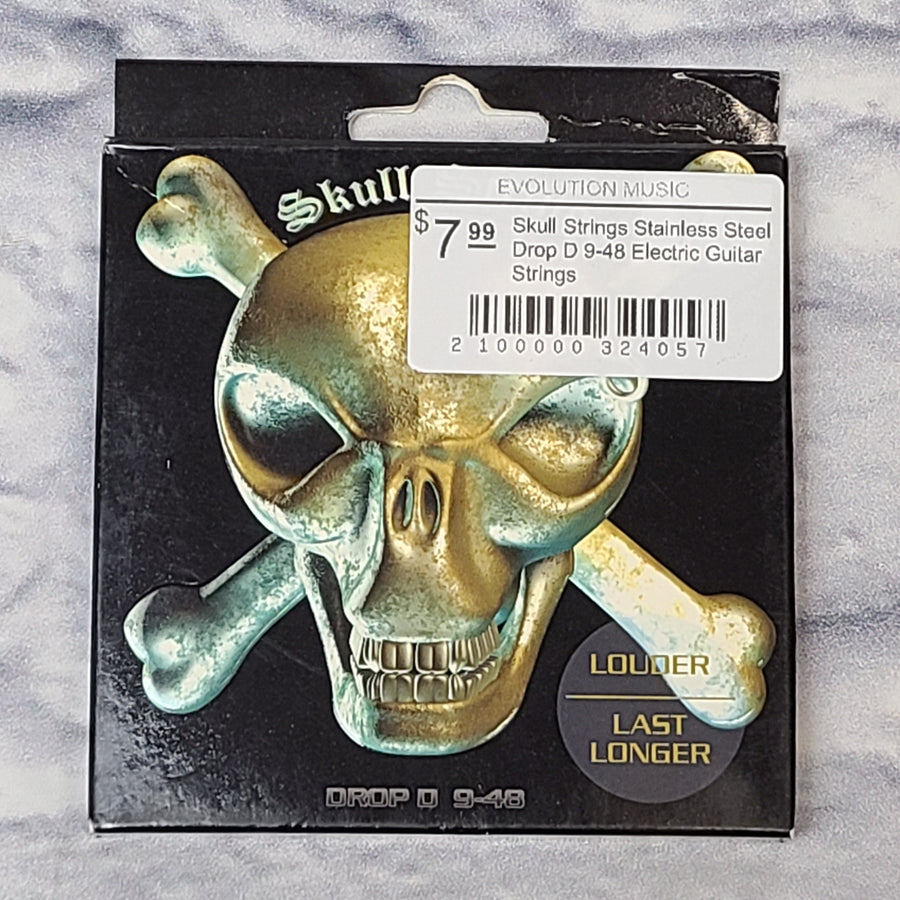 Skull
EVOLUTION MUSIC
$7.99
Skull Strings Stainless Steel
Drop D 9-48 Electric Guitar
Strings
2 100000 324057
LOUDER
LAST
LONGER
DROP D 9-48